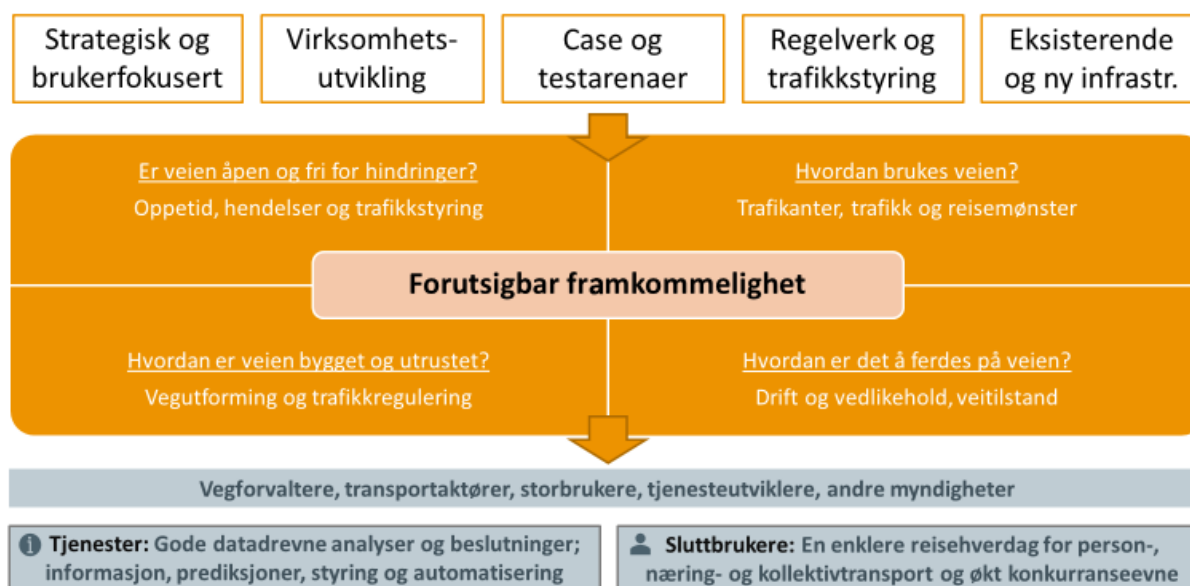 Strategisk og
brukerfokusert
Virksomhets-
utvikling
Case og
testarenaer
Regelverk og
trafikkstyring
Eksisterende
og ny infrastr.
Er veien åpen og fri for hindringer?
Oppetid, hendelser og trafikkstyring
Hvordan brukes veien?
Trafikanter, trafikk og reisemønster
Forutsigbar framkommelighet
Hvordan er veien bygget og utrustet?
Vegutforming og trafikkregulering
Hvordan er det å ferdes på veien?
Drift og vedlikehold, veitilstand
Vegforvaltere, transportaktører, storbrukere, tjenesteutviklere, andre myndigheter
Tjenester: Gode datadrevne analyser og beslutninger;
informasjon, prediksjoner, styring og automatisering
Sluttbrukere: En enklere reisehverdag for person-,
næring- og kollektivtransport og økt konkurranseevne